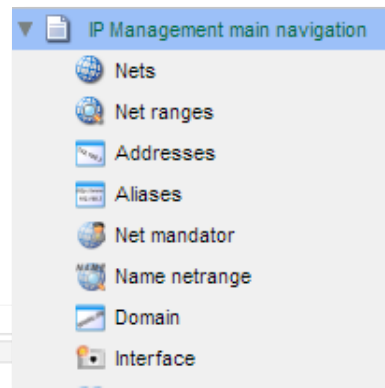 IP Management main navigation
Nets
Net ranges
Addresses
Aliases
Net mandator
Name netrange
Domain
Interface